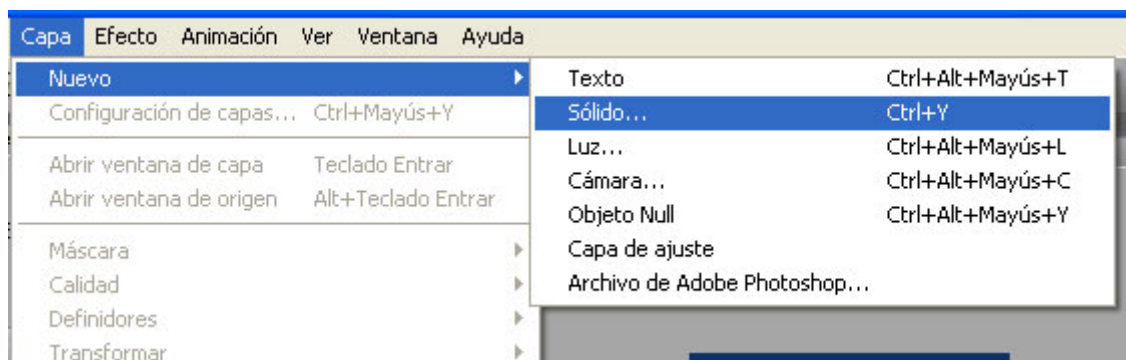 Capa Efecto Animación Ver Ventana Ayuda
Nuevo
Configuración de capas... Ctrl+Mayús+Y
Abrir ventana de capa Teclado Entrar
Abrir ventana de origen Alt+Teclado Entrar
Máscara
Calidad
Definidores
Transformar
Texto Ctrl+Alt+Mayús+T
Sólido... Ctrl+Y
Luz... Ctrl+Alt+Mayús+L
Cámara... Ctrl+Alt+Mayús+C
Objeto Null Ctrl+Alt+Mayús+Y
Capa de ajuste
Archivo de Adobe Photoshop...